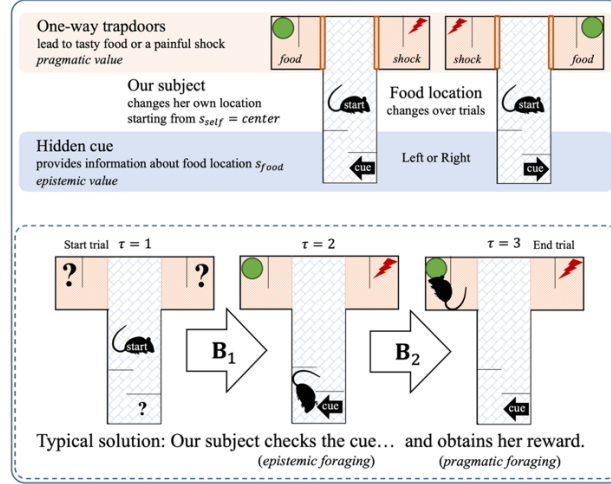 One-way trapdoors
lead to tasty food or a painful shock
pragmatic value
food
shock
shock
food
Our subject
changes her own location
starting from s_self = center
start
Food location
changes over trials
start
Hidden cue
provides information about food location s_food
epistemic value
cue
Left or Right
cue
Start trial
τ = 1
τ = 2
τ = 3
End trial
?
?
start
?
B₁
cue
B₂
cue
Typical solution: Our subject checks the cue… and obtains her reward.
(epistemic foraging)
(pragmatic foraging)